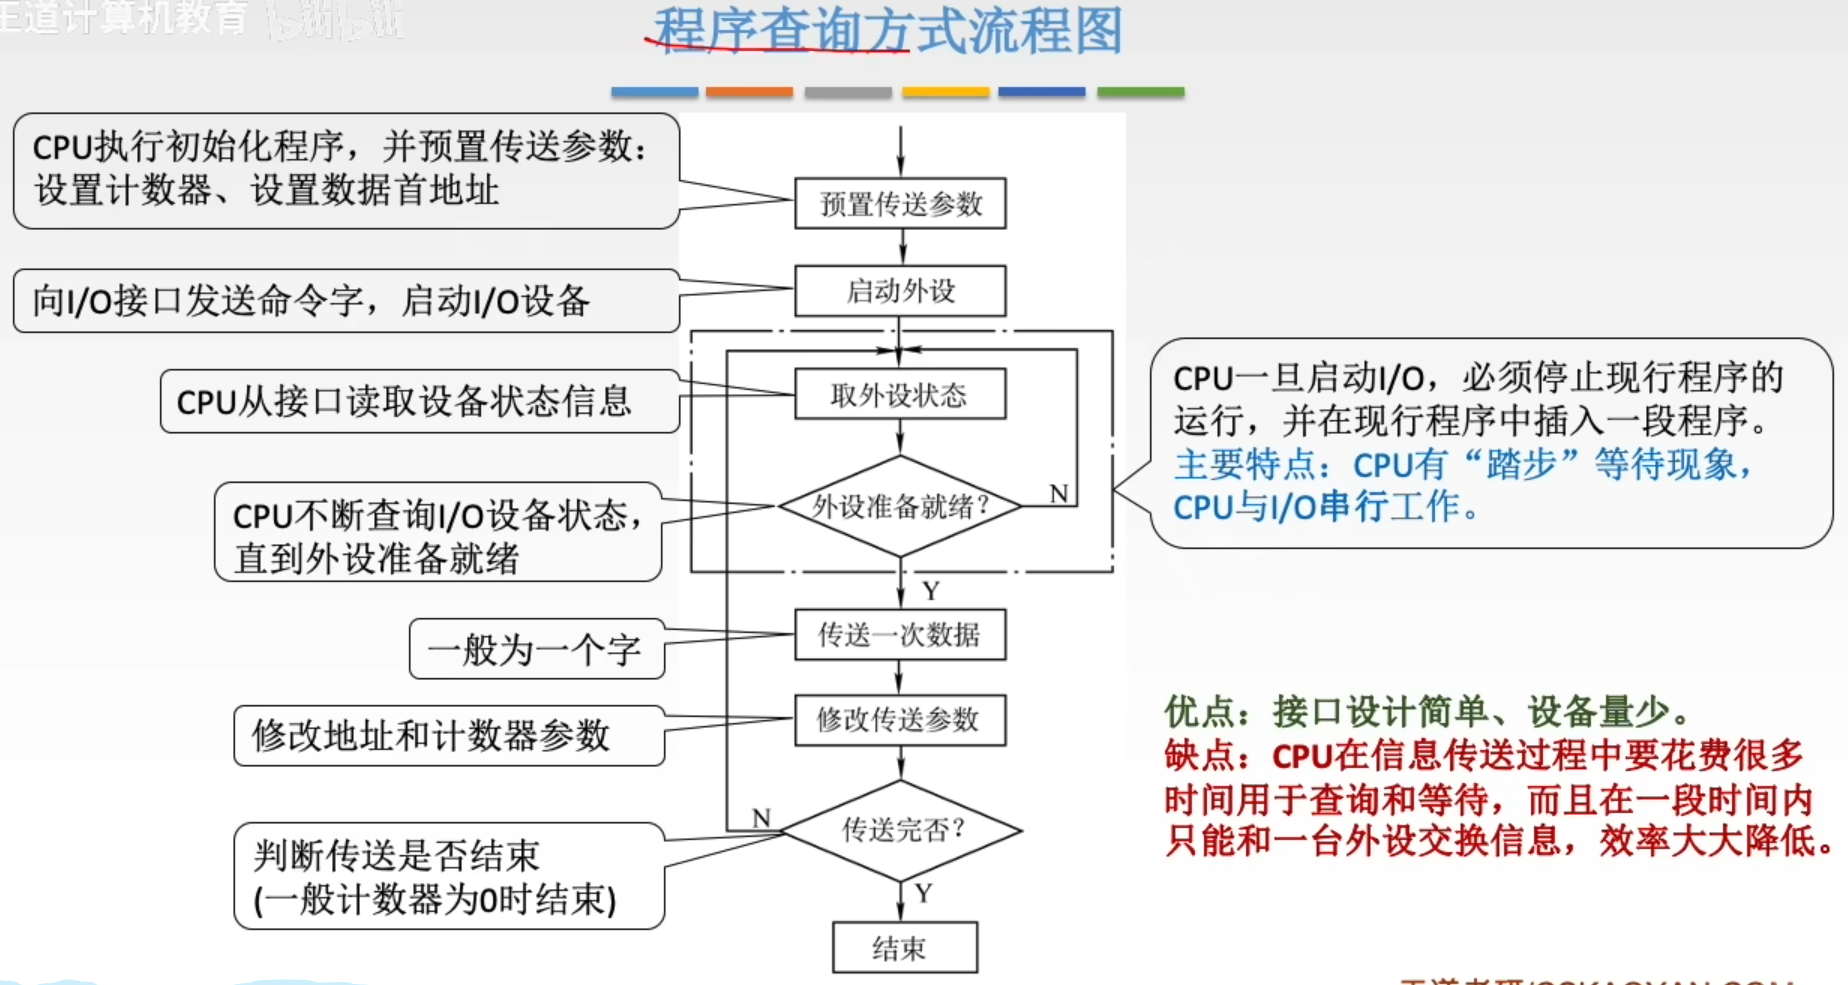 王道计算机教育 bilibili
程序查询方式流程图
CPU执行初始化程序，并预置传送参数：
设置计数器、设置数据首地址
预置传送参数
向I/O接口发送命令字，启动I/O设备
启动外设
CPU从接口读取设备状态信息
取外设状态
CPU一旦启动I/O，必须停止现行程序的
运行，并在现行程序中插入一段程序。
主要特点：CPU有“踏步”等待现象，
CPU与I/O串行工作。
CPU不断查询I/O设备状态，
直到外设准备就绪
外设准备就绪？
N
Y
一般为一个字
传送一次数据
修改地址和计数器参数
修改传送参数
优点：接口设计简单、设备量少。
缺点：CPU在信息传送过程中要花费很多
时间用于查询和等待，而且在一段时间内
只能和一台外设交换信息，效率大大降低。
判断传送是否结束
(一般计数器为0时结束)
N
传送完否？
Y
结束
王道考研/CSKAOYAN.COM